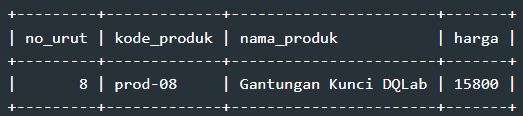 +---------+-------------+------------------------+-------+
| no_urut | kode_produk | nama_produk            | harga |
+---------+-------------+------------------------+-------+
|       8 | prod-08     | Gantungan Kunci DQLab | 15800 |
+---------+-------------+------------------------+-------+